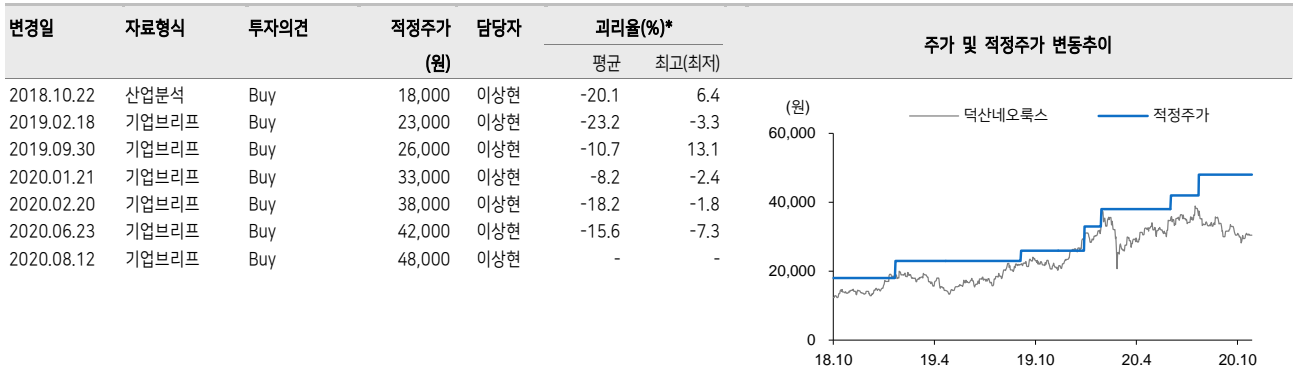 변경일 자료형식 투자의견 적정주가 담당자 괴리율(%)*
(원) 평균 최고(최저)
2018.10.22 산업분석 Buy 18,000 이상현 -20.1 6.4
2019.02.18 기업브리프 Buy 23,000 이상현 -23.2 -3.3
2019.09.30 기업브리프 Buy 26,000 이상현 -10.7 13.1
2020.01.21 기업브리프 Buy 33,000 이상현 -8.2 -2.4
2020.02.20 기업브리프 Buy 38,000 이상현 -18.2 -1.8
2020.06.23 기업브리프 Buy 42,000 이상현 -15.6 -7.3
2020.08.12 기업브리프 Buy 48,000 이상현 - -
주가 및 적정주가 변동추이
(원) 덕산네오룩스 적정주가
60,000
40,000
20,000
0
18.10 19.4 19.10 20.4 20.10